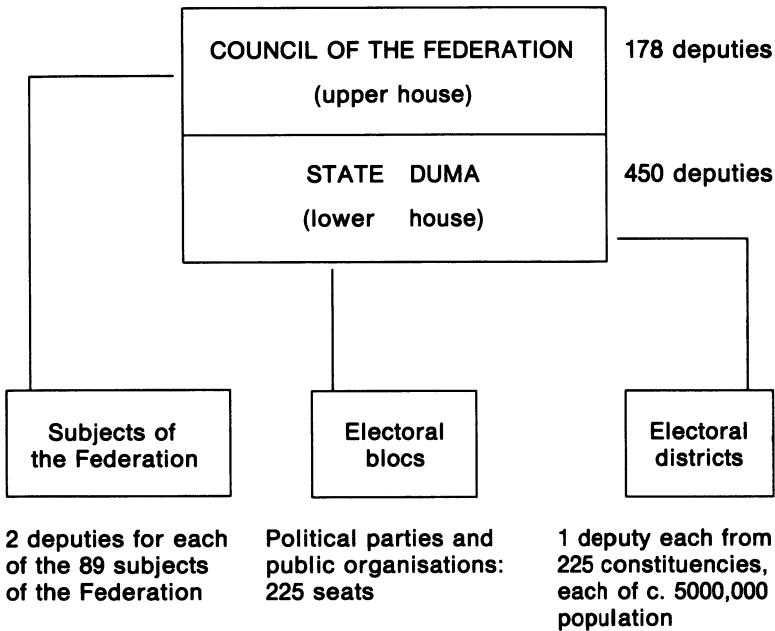 COUNCIL OF THE FEDERATION
(upper house)
178 deputies
STATE DUMA
(lower house)
450 deputies
Subjects of
the Federation
2 deputies for each
of the 89 subjects
of the Federation
Electoral
blocs
Political parties and
public organisations:
225 seats
Electoral
districts
1 deputy each from
225 constituencies,
each of c. 5000,000
population